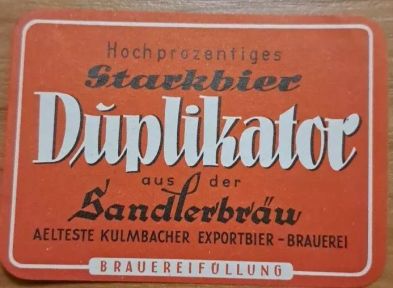 Hochprozentiges
Starkbier
Duplikator
aus der
Sandlerbräu
AELTESTE KULMBACHER EXPORTBIER-BRAUEREI
BRAUEREIFÜLLUNG